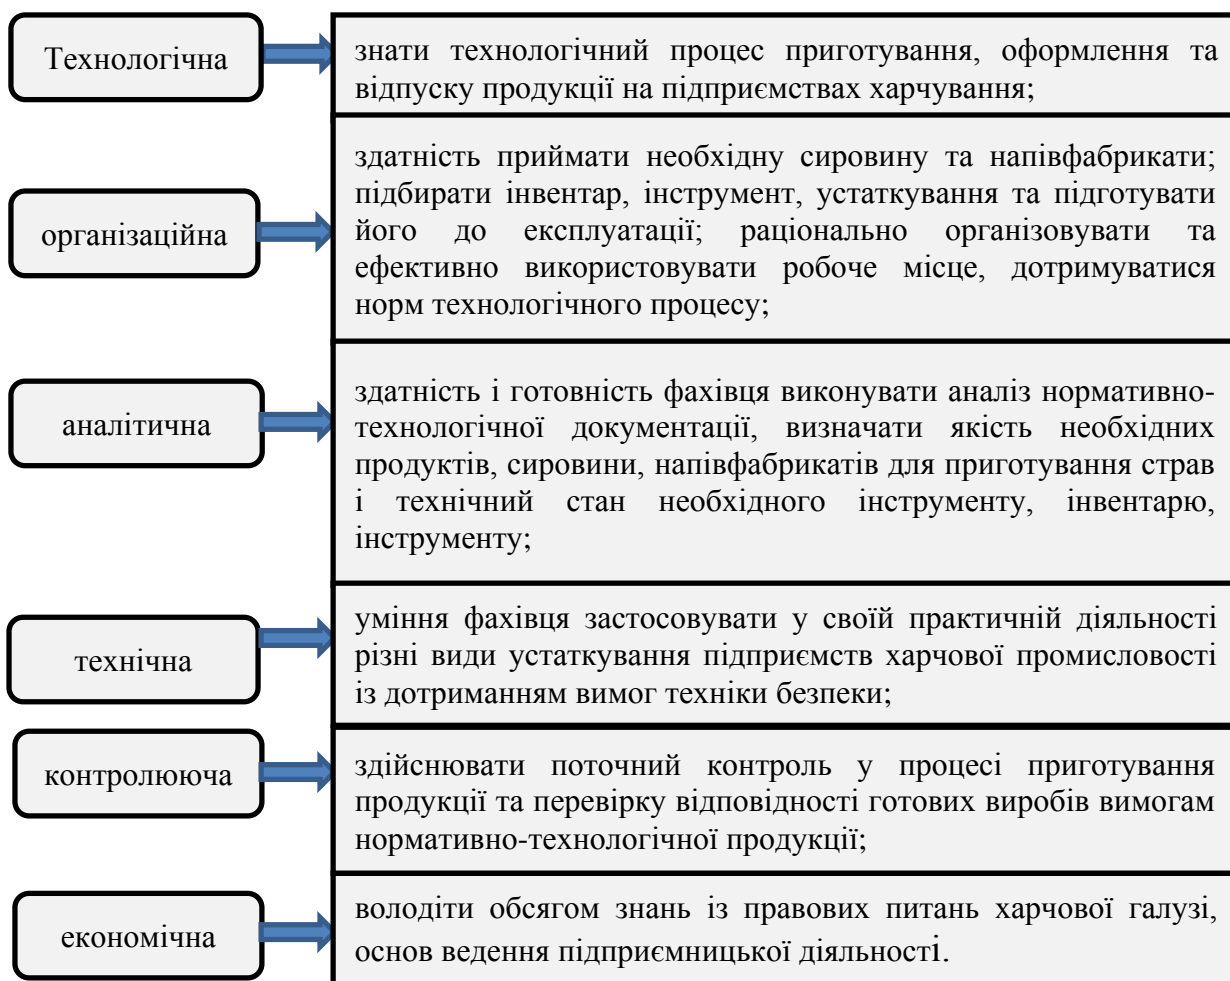 Технологічна
знати технологічний процес приготування, оформлення та
відпуску продукції на підприємствах харчування;
організаційна
здатність приймати необхідну сировину та напівфабрикати;
підбирати інвентар, інструмент, устаткування та підготувати
його до експлуатації; раціонально організовувати та
ефективно використовувати робоче місце, дотримуватися
норм технологічного процесу;
аналітична
здатність і готовність фахівця виконувати аналіз нормативно-
технологічної документації, визначати якість необхідних
продуктів, сировини, напівфабрикатів для приготування страв
і технічний стан необхідного інструменту, інвентарю,
інструменту;
технічна
уміння фахівця застосовувати у своїй практичній діяльності
різні види устаткування підприємств харчової промисловості
із дотриманням вимог техніки безпеки;
контролююча
здійснювати поточний контроль у процесі приготування
продукції та перевірку відповідності готових виробів вимогам
нормативно-технологічної продукції;
економічна
володіти обсягом знань із правових питань харчової галузі,
основ ведення підприємницької діяльності.